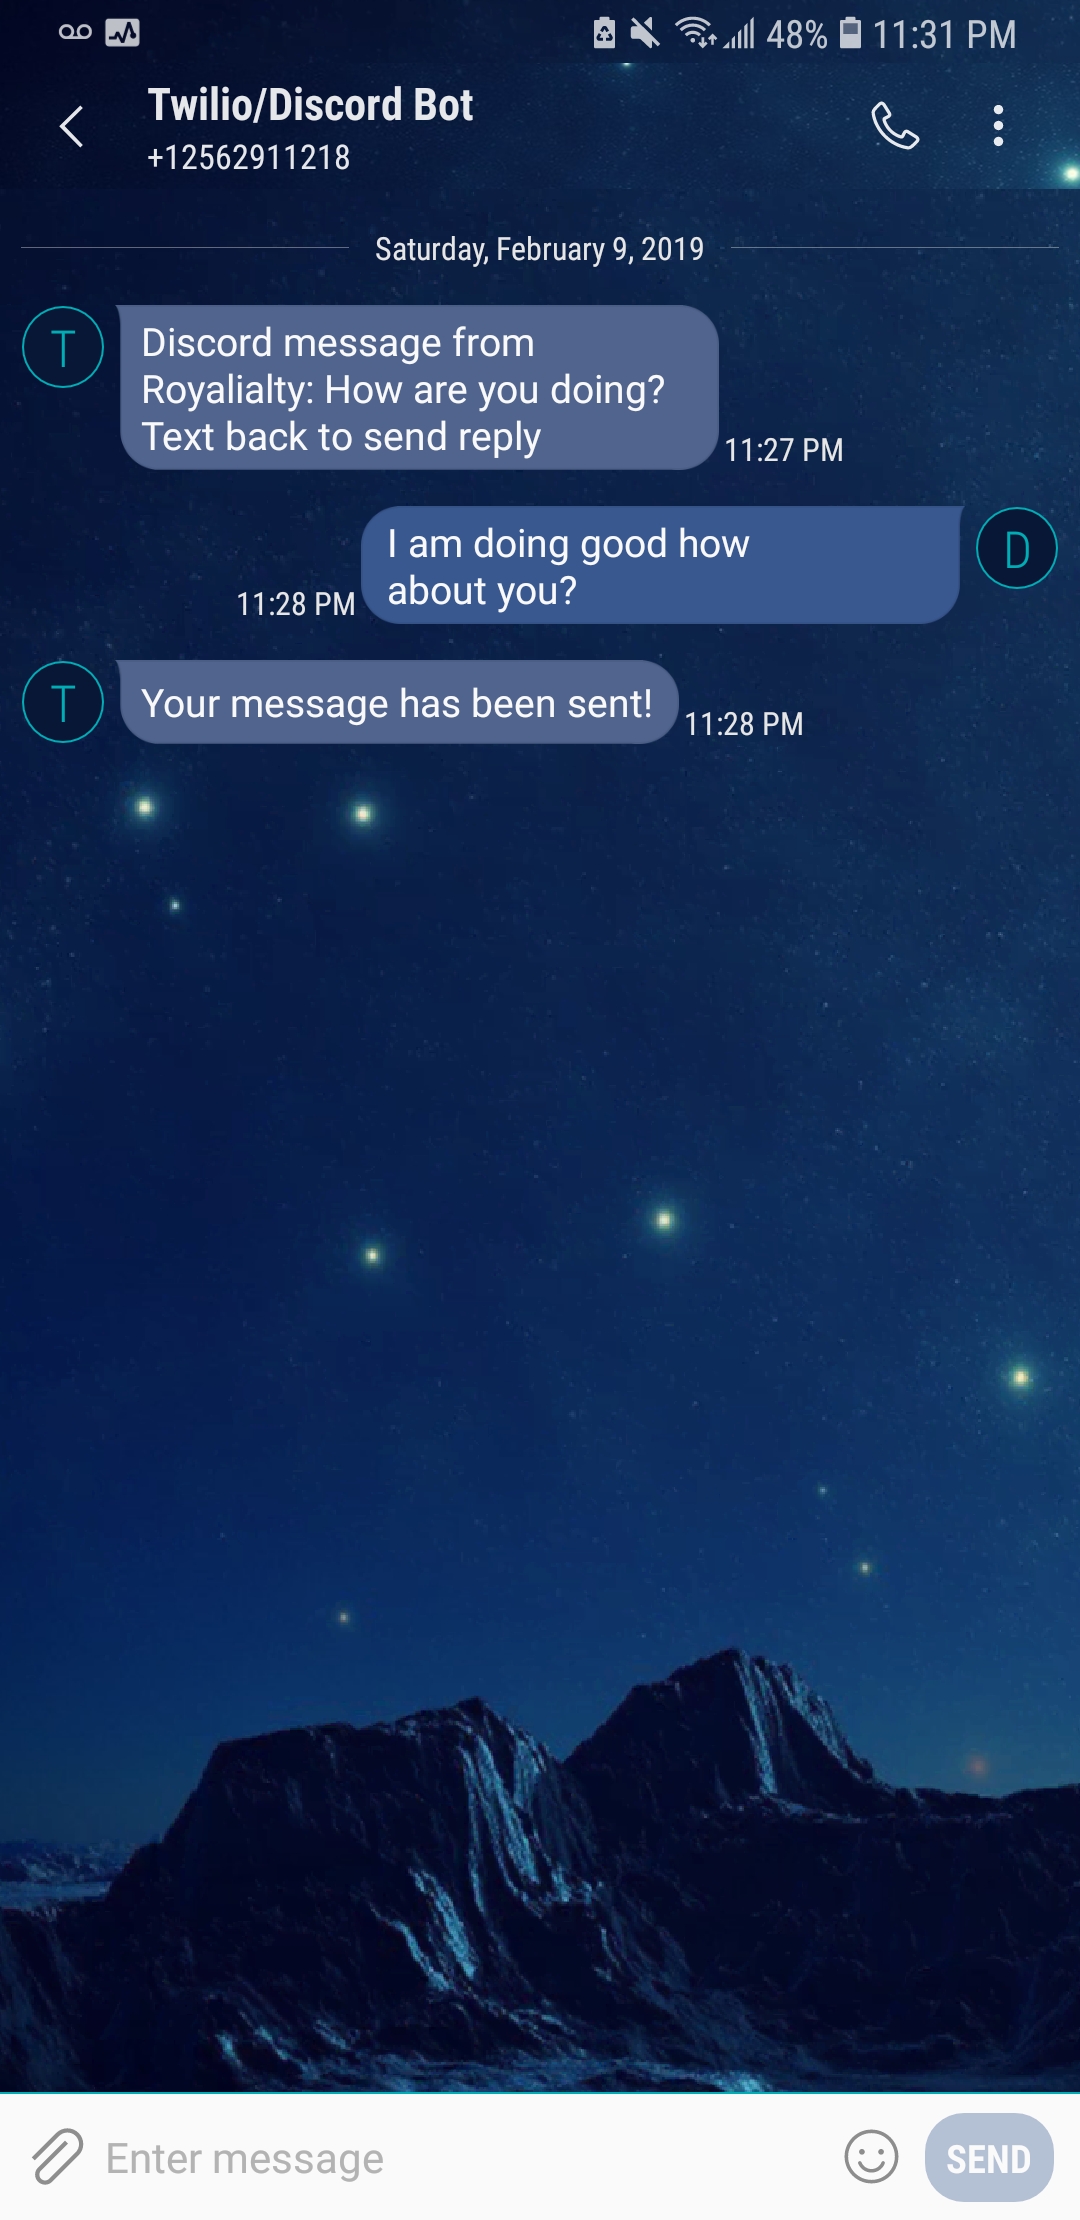 48% 11:31 PM
Twilio/Discord Bot
+12562911218
Saturday, February 9, 2019
T
Discord message from
Royalialty: How are you doing?
Text back to send reply
11:27 PM
I am doing good how
about you?
D
11:28 PM
T
Your message has been sent!
11:28 PM
Enter message
SEND